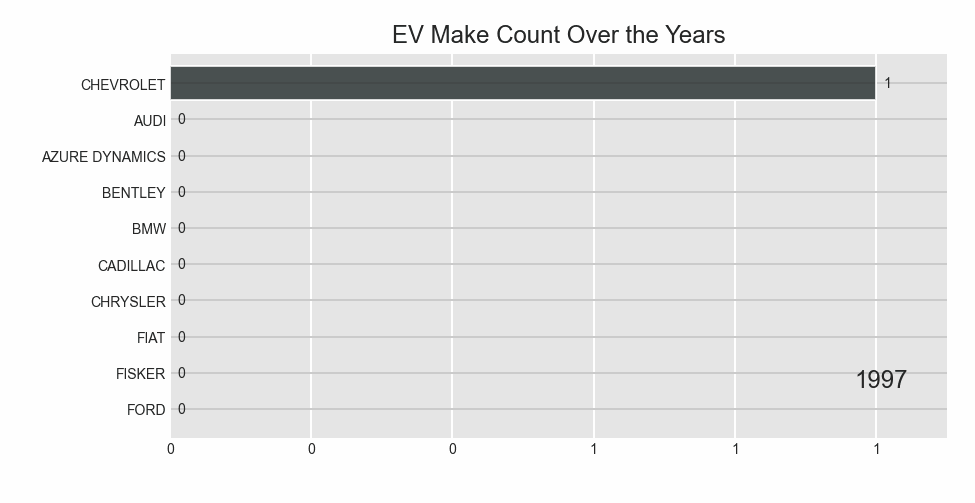 EV Make Count Over the Years
CHEVROLET 1
AUDI 0
AZURE DYNAMICS 0
BENTLEY 0
BMW 0
CADILLAC 0
CHRYSLER 0
FIAT 0
FISKER 0 1997
FORD 0
0 0 0 1 1 1